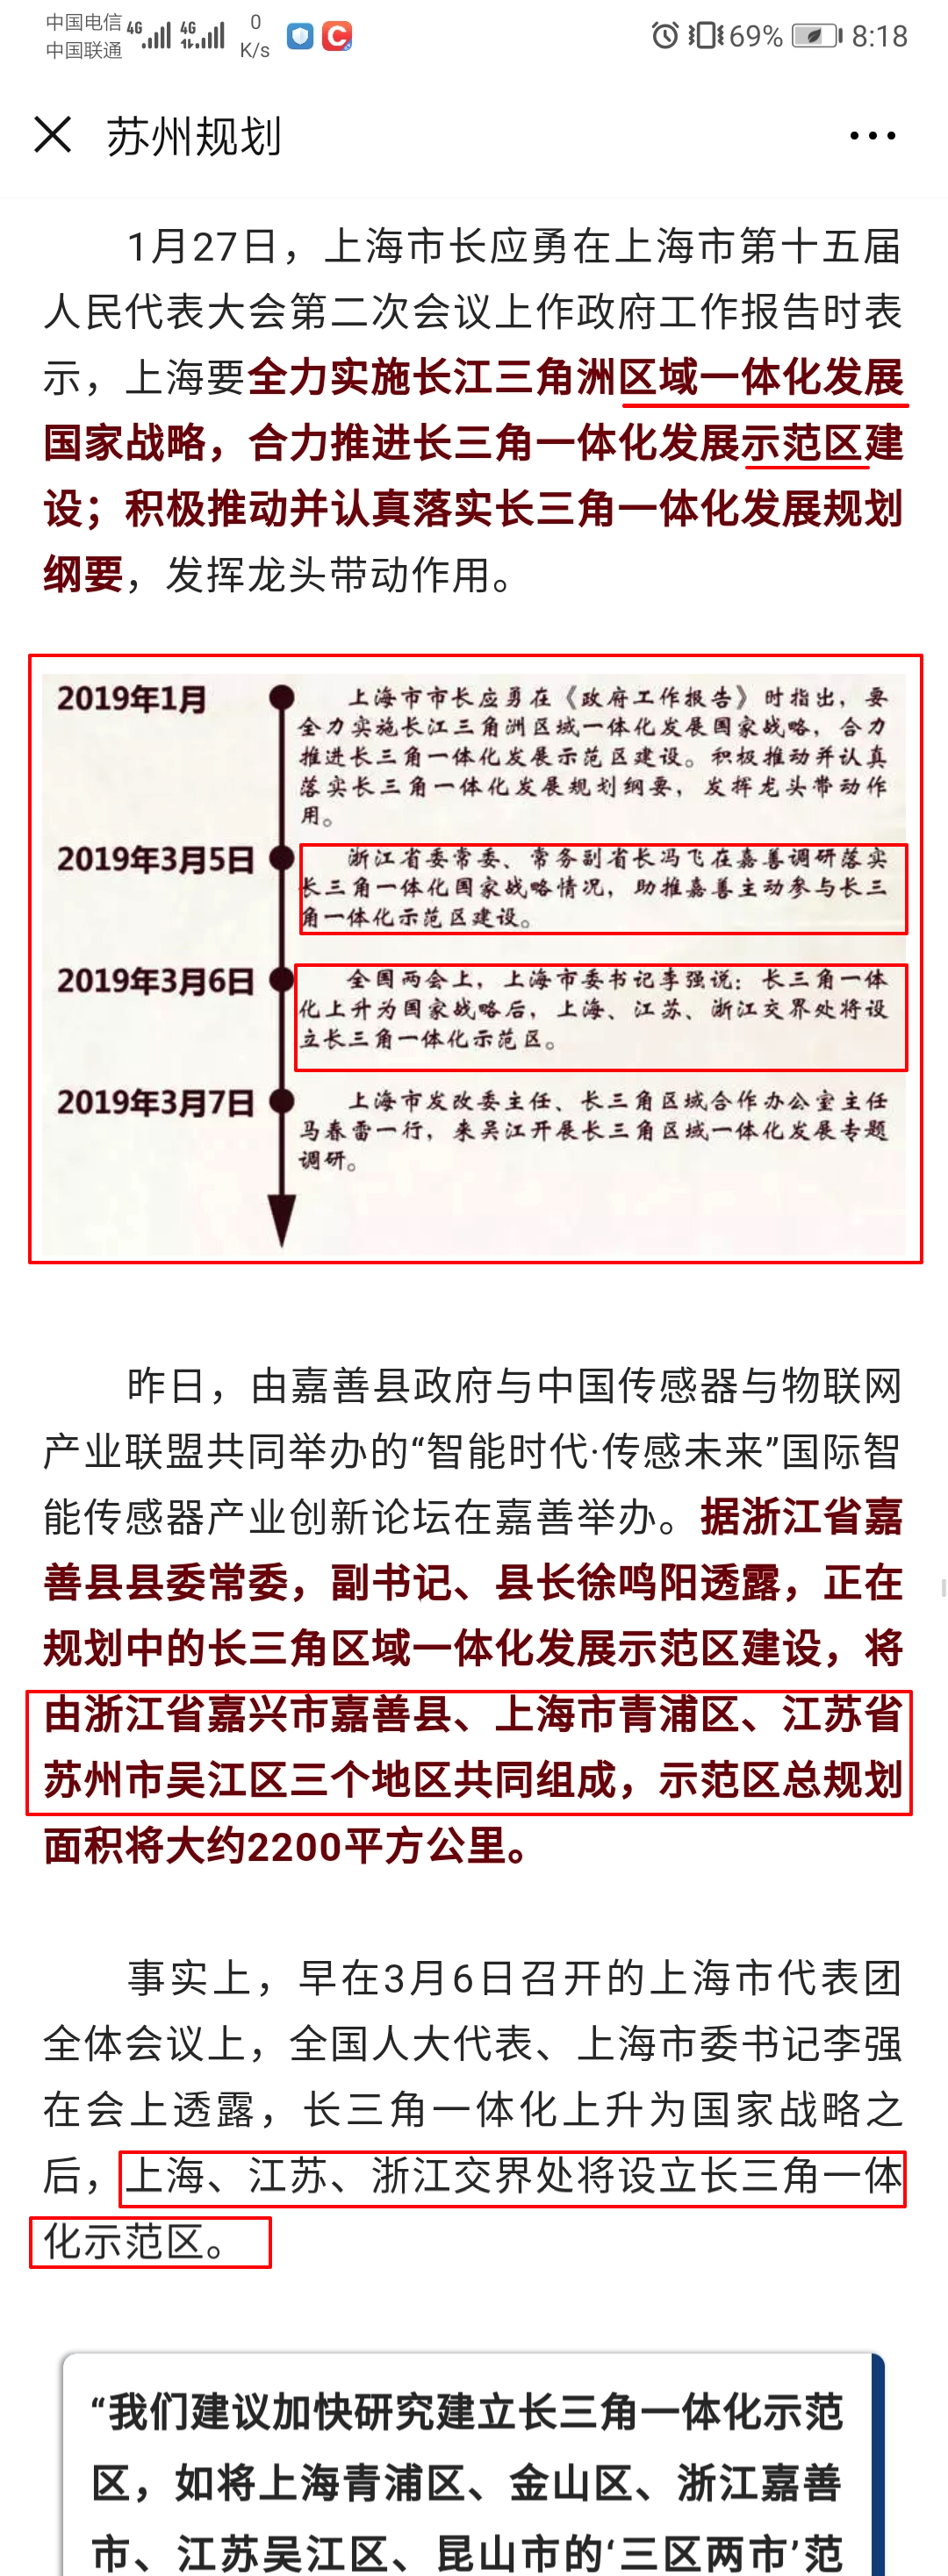 中国电信 4G 4G 0 69% 8:18
中国联通 K/s
苏州规划
1月27日，上海市长应勇在上海市第十五届
人民代表大会第二次会议上作政府工作报告时表
示，上海要全力实施长江三角洲区域一体化发展
国家战略，合力推进长三角一体化发展示范区建
设；积极推动并认真落实长三角一体化发展规划
纲要，发挥龙头带动作用。
2019年1月
上海市市长应勇在《政府工作报告》时指出，要
全力实施长江三角洲区域一体化发展国家战略，合力
推进长三角一体化发展示范区建设。积极推动并认真
落实长三角一体化发展规划纲要，发挥龙头带动作
用。
2019年3月5日
浙江省委常委、常务副省长冯飞在嘉善调研落实
长三角一体化国家战略情况，助推嘉善主动参与长三
角一体化示范区建设。
2019年3月6日
全国两会上，上海市委书记李强说：长三角一体
化上升为国家战略后，上海、江苏、浙江交界处将设
立长三角一体化示范区。
2019年3月7日
上海市发改委主任、长三角区域合作办公室主任
马春雷一行，来吴江开展长三角区域一体化发展专题
调研。
昨日，由嘉善县政府与中国传感器与物联网
产业联盟共同举办的“智能时代·传感未来”国际智
能传感器产业创新论坛在嘉善举办。据浙江省嘉
善县县委常委，副书记、县长徐鸣阳透露，正在
规划中的长三角区域一体化发展示范区建设，将
由浙江省嘉兴市嘉善县、上海市青浦区、江苏省
苏州市吴江区三个地区共同组成，示范区总规划
面积将大约2200平方公里。
事实上，早在3月6日召开的上海市代表团
全体会议上，全国人大代表、上海市委书记李强
在会上透露，长三角一体化上升为国家战略之
后，上海、江苏、浙江交界处将设立长三角一体
化示范区。
“我们建议加快研究建立长三角一体化示范
区，如将上海青浦区、金山区、浙江嘉善
市、江苏吴江区、昆山市的‘三区两市’范